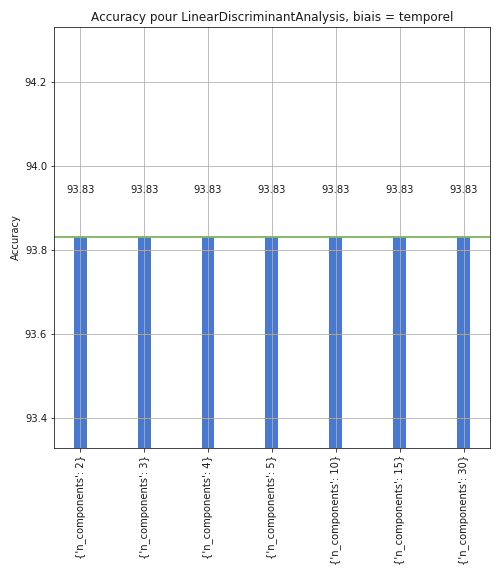 Accuracy pour LinearDiscriminantAnalysis, biais = temporel
94.2
94.0
93.8
93.6
93.4
Accuracy
93.83 93.83 93.83 93.83 93.83 93.83 93.83
{'n_components': 2}
{'n_components': 3}
{'n_components': 4}
{'n_components': 5}
{'n_components': 10}
{'n_components': 15}
{'n_components': 30}